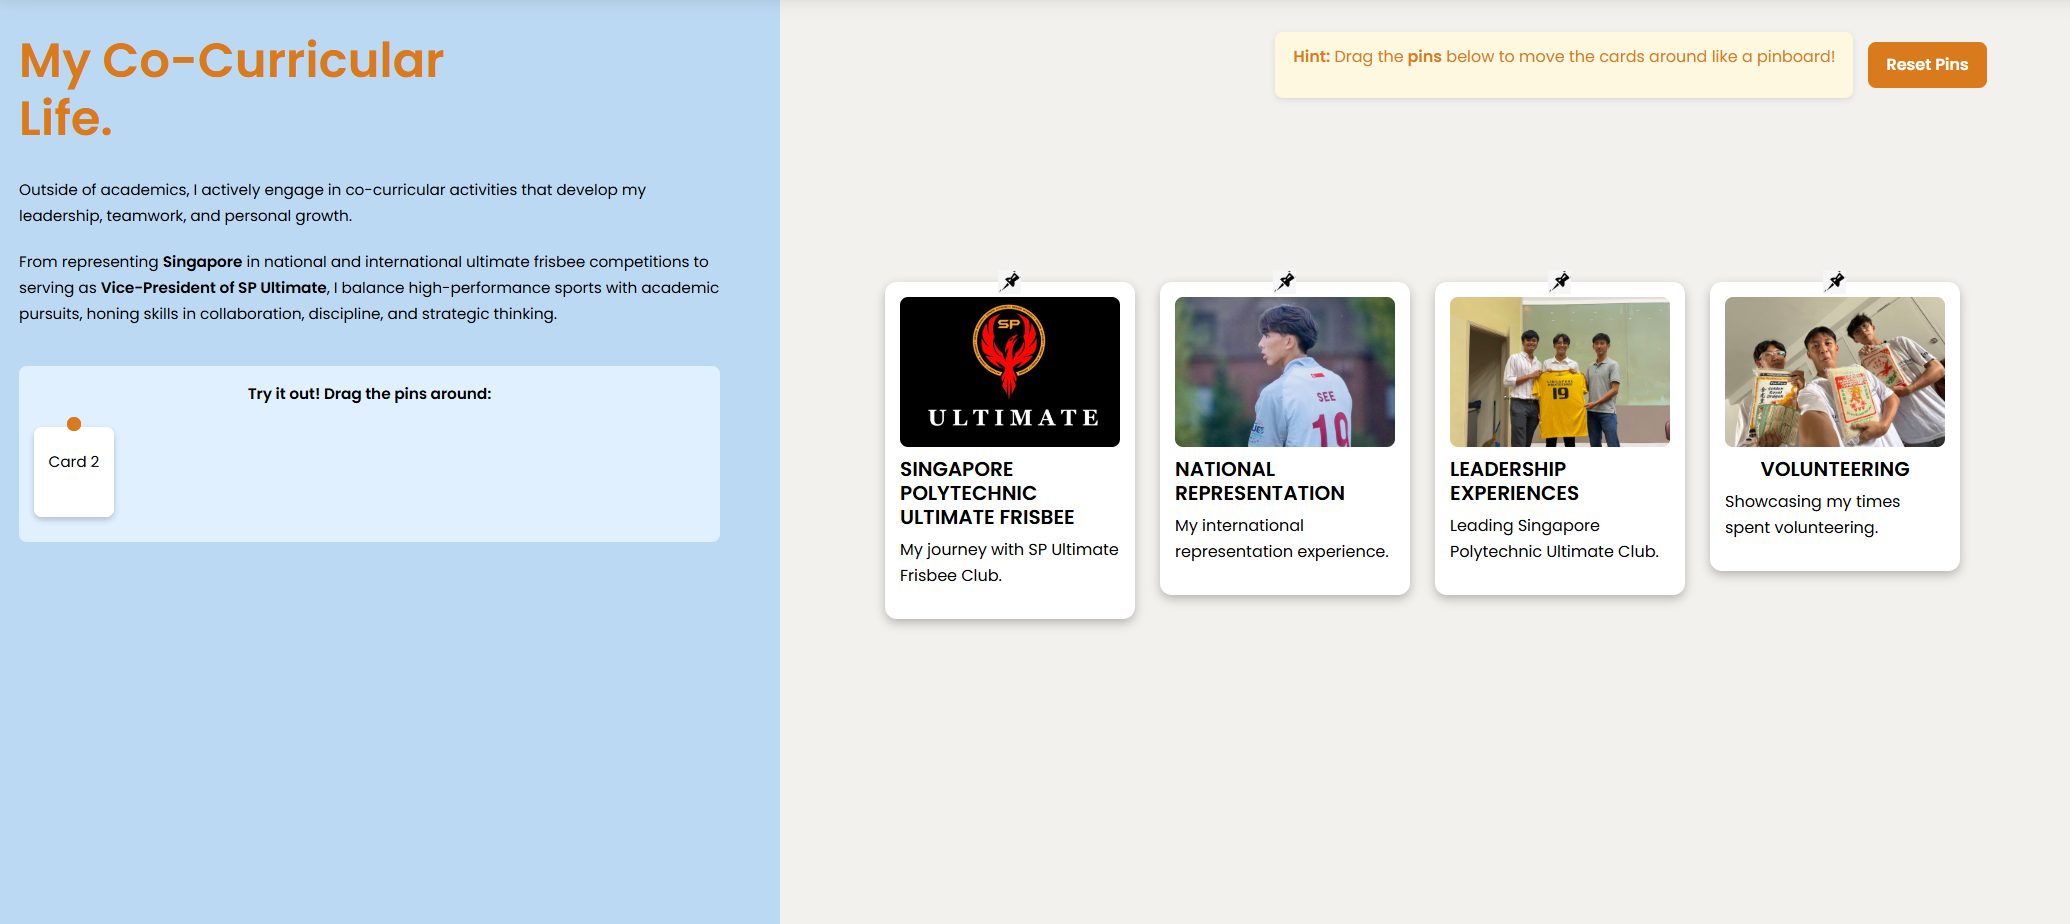 My Co-Curricular
Life.
Outside of academics, I actively engage in co-curricular activities that develop my
leadership, teamwork, and personal growth.
From representing Singapore in national and international ultimate frisbee competitions to
serving as Vice-President of SP Ultimate, I balance high-performance sports with academic
pursuits, honing skills in collaboration, discipline, and strategic thinking.
Try it out! Drag the pins around:
Card 2
Hint: Drag the pins below to move the cards around like a pinboard!
Reset Pins
SP
ULTIMATE
SINGAPORE
POLYTECHNIC
ULTIMATE FRISBEE
My journey with SP Ultimate
Frisbee Club.
SEE
19
NATIONAL
REPRESENTATION
My international
representation experience.
19
LEADERSHIP
EXPERIENCES
Leading Singapore
Polytechnic Ultimate Club.
VOLUNTEERING
Showcasing my times
spent volunteering.